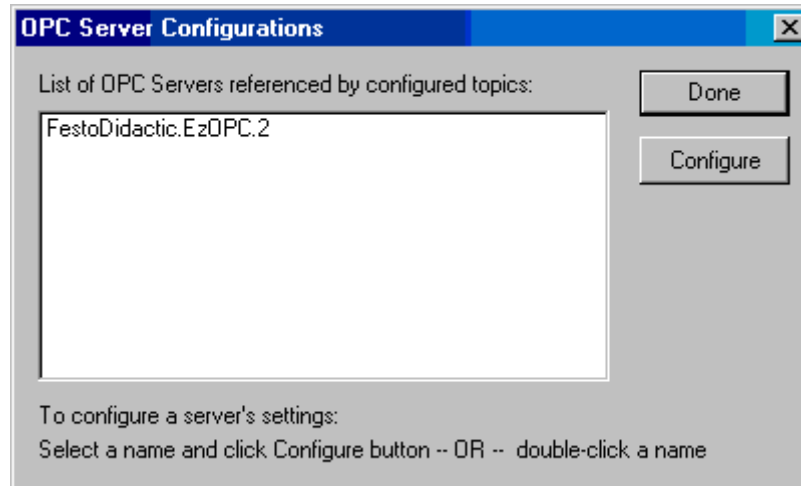 OPC Server Configurations
List of OPC Servers referenced by configured topics:
Done
FestoDidactic.EzOPC.2
Configure
To configure a server's settings:
Select a name and click Configure button -- OR -- double-click a name